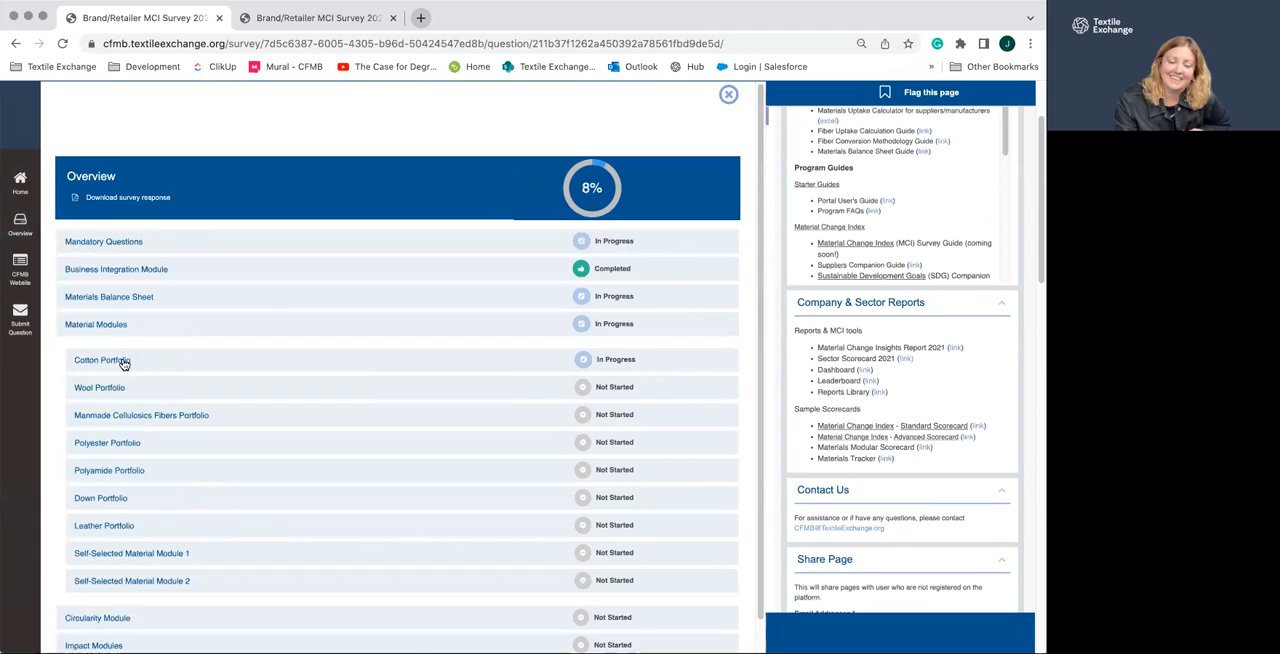 Brand/Retailer MCI Survey 202
Brand/Retailer MCI Survey 202
cfmb.textileexchange.org/survey/7d5c6387-6005-4305-b96d-50424547ed8b/question/211b37f1262a450392a78561fbd9de5d/
Textile Exchange
Development
ClickUp
Mural - CFMB
The Case for Degr...
Home
Textile Exchange...
Outlook
Hub
Login | Salesforce
»
Other Bookmarks
Textile
Exchange
Home
Overview
CFMB
Website
Submit
Question
Overview
Download survey response
8%
Mandatory Questions
In Progress
Business Integration Module
Completed
Materials Balance Sheet
In Progress
Material Modules
In Progress
Cotton Portfolio
In Progress
Wool Portfolio
Not Started
Manmade Cellulosics Fibers Portfolio
Not Started
Polyester Portfolio
Not Started
Polyamide Portfolio
Not Started
Down Portfolio
Not Started
Leather Portfolio
Not Started
Self-Selected Material Module 1
Not Started
Self-Selected Material Module 2
Not Started
Circularity Module
Not Started
Impact Modules
Not Started
Flag this page
Materials Uptake Calculator for suppliers/manufacturers
(excel)
Fiber Uptake Calculation Guide (link)
Fiber Conversion Methodology Guide (link)
Materials Balance Sheet Guide (link)
Program Guides
Starter Guides
Portal User's Guide (link)
Program FAQs (link)
Material Change Index
Material Change Index (MCI) Survey Guide (coming
soon!)
Suppliers Companion Guide (link)
Sustainable Development Goals (SDG) Companion
Company & Sector Reports
Reports & MCI tools
Material Change Insights Report 2021 (link)
Sector Scorecard 2021 (link)
Dashboard (link)
Leaderboard (link)
Reports Library (link)
Sample Scorecards
Material Change Index - Standard Scorecard (link)
Material Change Index - Advanced Scorecard (link)
Materials Modular Scorecard (link)
Materials Tracker (link)
Contact Us
For assistance or if have any questions, please contact
CFMB@TextileExchange.org
Share Page
This will share pages with user who are not registered on the
platform.